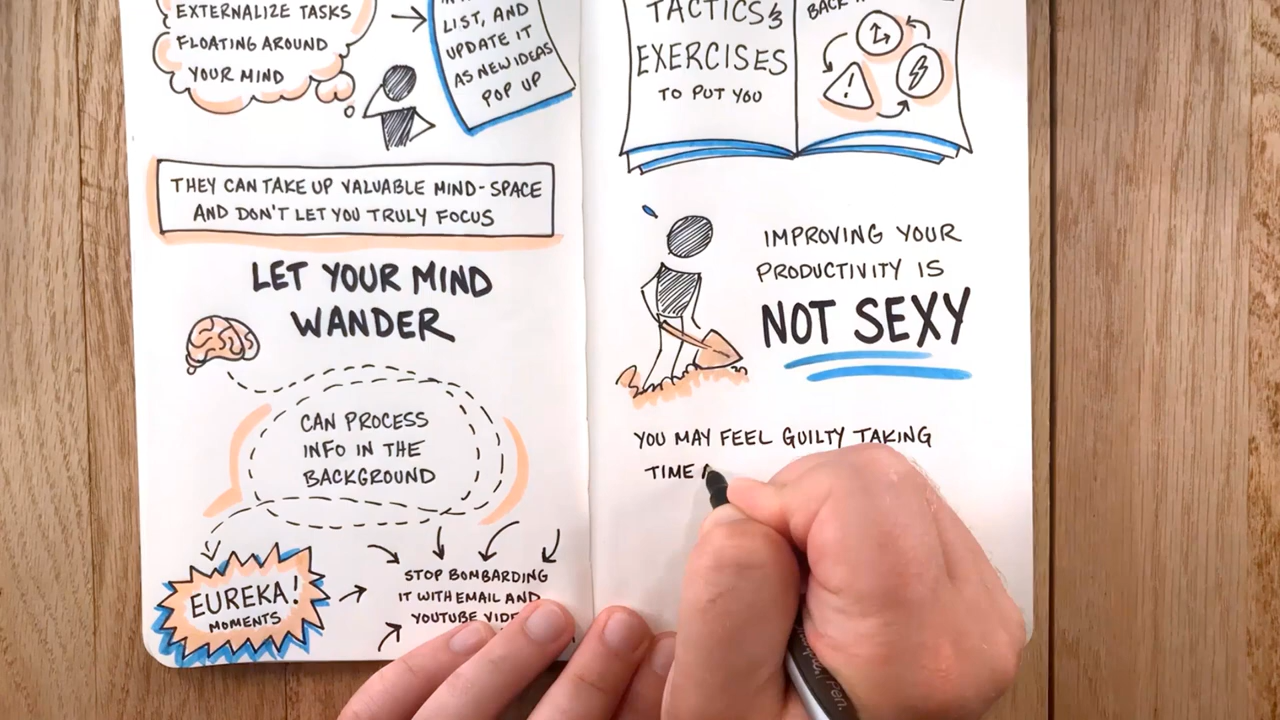 EXTERNALIZE TASKS
FLOATING AROUND
YOUR MIND
LIST, AND
UPDATE IT
AS NEW IDEAS
POP UP
THEY CAN TAKE UP VALUABLE MIND-SPACE
AND DON'T LET YOU TRULY FOCUS
LET YOUR MIND
WANDER
CAN PROCESS
INFO IN THE
BACKGROUND
EUREKA!
MOMENTS
STOP BOMBARDING
IT WITH EMAIL AND
YOUTUBE
TACTICS &
EXERCISES
TO PUT YOU
BACK
!
IMPROVING YOUR
PRODUCTIVITY IS
NOT SEXY
YOU MAY FEEL GUILTY TAKING
TIME